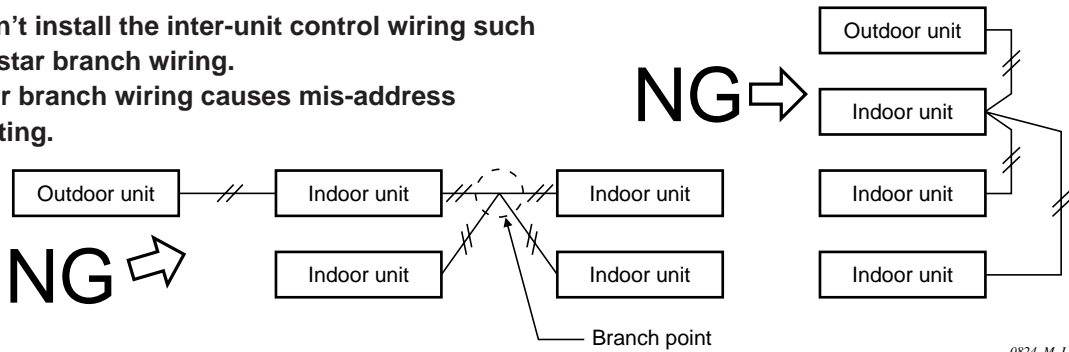 n't install the inter-unit control wiring such
star branch wiring.
r branch wiring causes mis-address
ting.
NG
Outdoor unit
Indoor unit
Indoor unit
Indoor unit
Outdoor unit
Indoor unit
Indoor unit
NG
Indoor unit
Indoor unit
Branch point